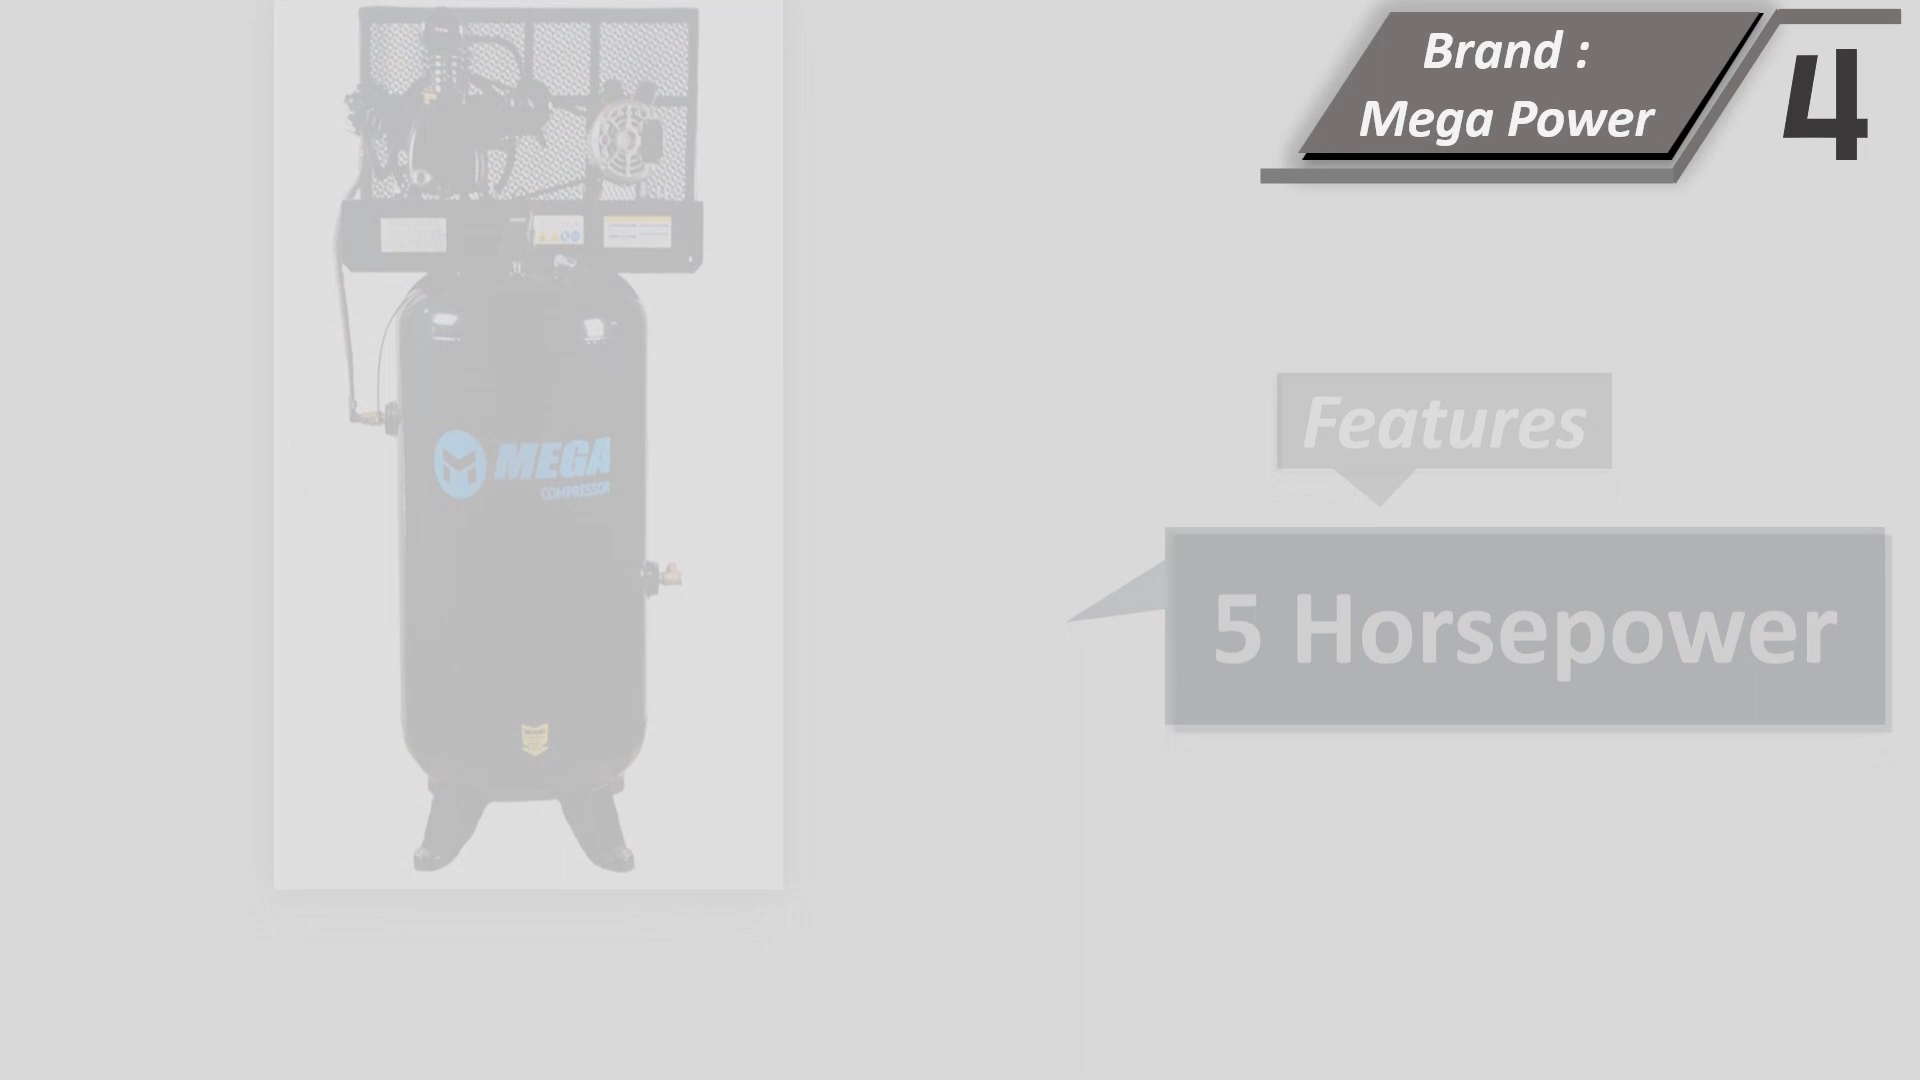 Brand :
Mega Power
4
MEGA
COMPRESSOR
Features
5 Horsepower